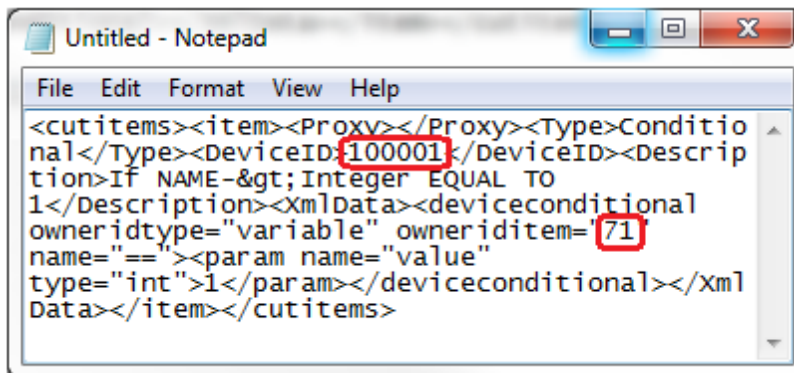 Untitled - Notepad
File Edit Format View Help
<cutitems><item><Proxy></Proxy><Type>Conditio
nal</Type><DeviceID>100001</DeviceID><Descrip
tion>If NAME-&gt;Integer EQUAL TO
1</Description><XmlData><deviceconditional
owneridtype="variable" owneriditem="71"
name="=="><param name="value"
type="int">1</param></deviceconditional></Xml
Data></item></cutitems>